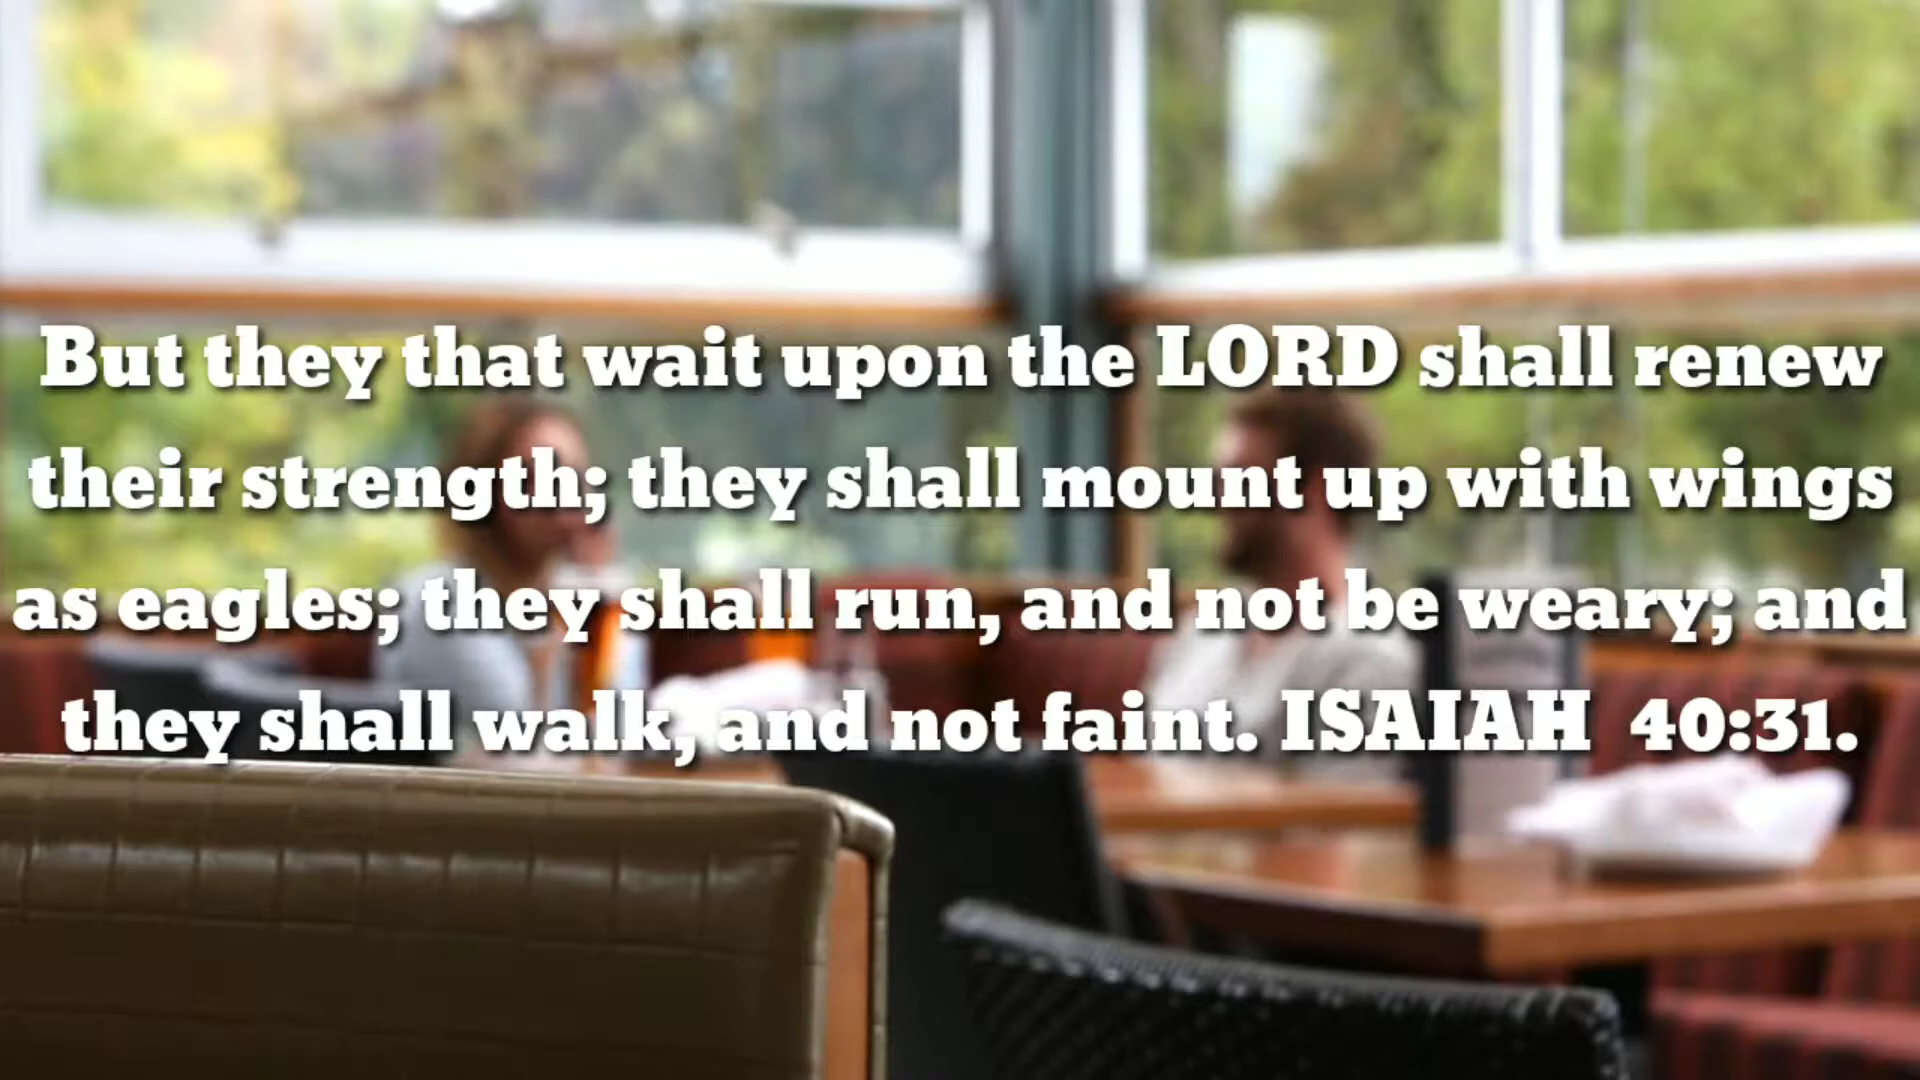 But they that wait upon the LORD shall renew
their strength; they shall mount up with wings
as eagles; they shall run, and not be weary; and
they shall walk, and not faint. ISAIAH 40:31.